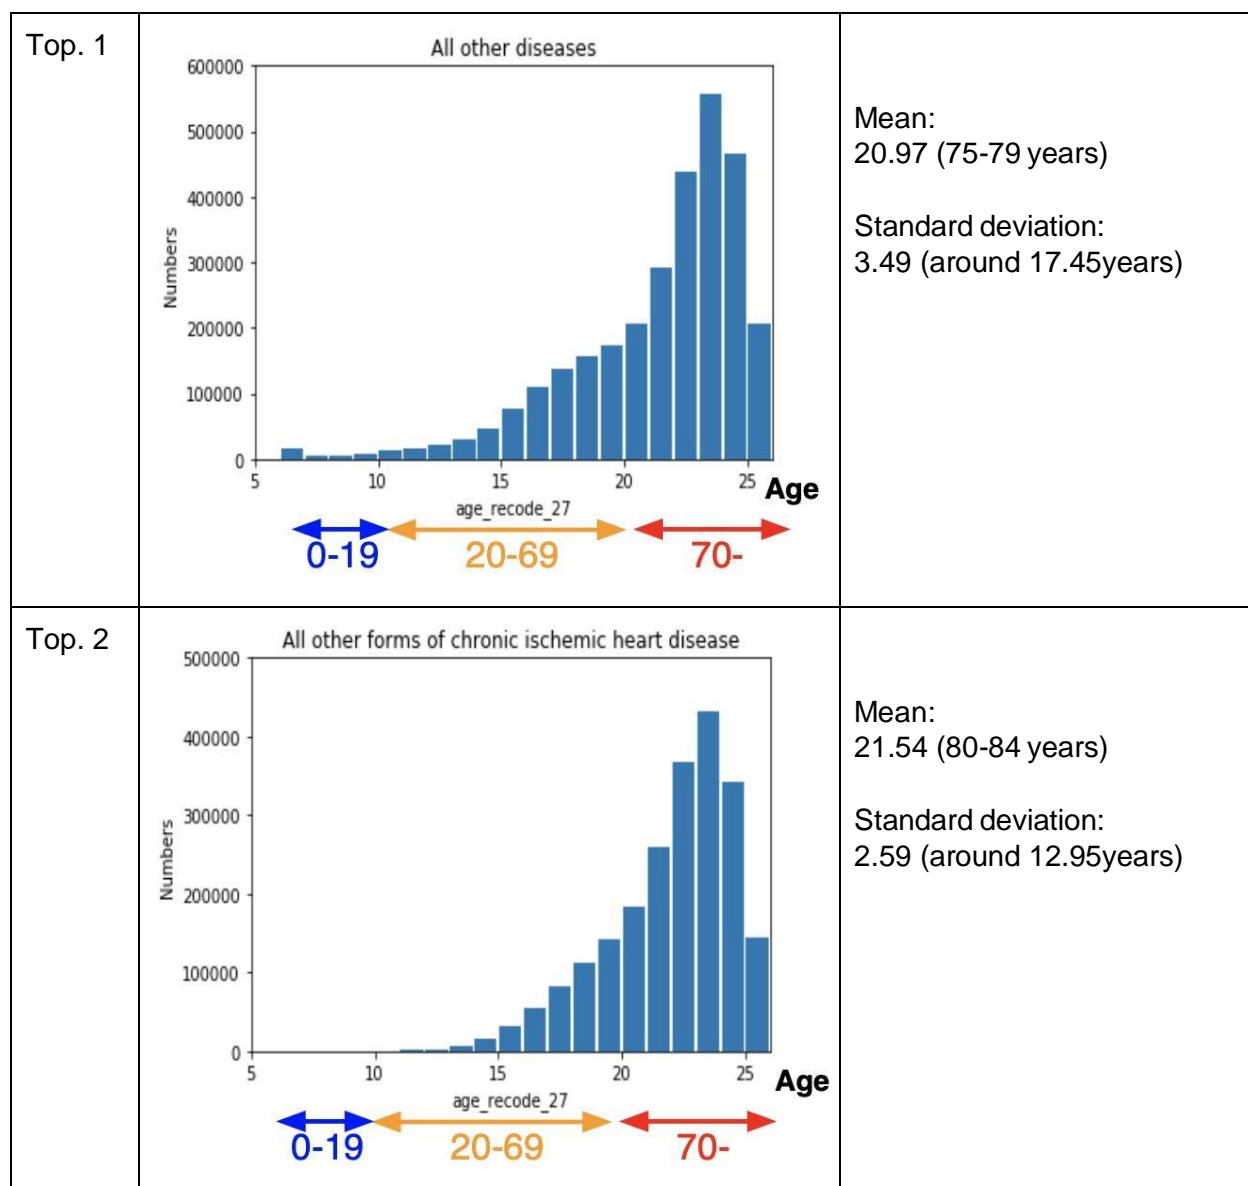 Top. 1
All other diseases
600000
500000
400000
300000
200000
100000
0
Numbers
5 10 15 20 25 Age
age_recode_27
0-19 20-69 70-
Mean:
20.97 (75-79 years)
Standard deviation:
3.49 (around 17.45years)
Top. 2
All other forms of chronic ischemic heart disease
500000
400000
300000
200000
100000
0
Numbers
5 10 15 20 25 Age
age_recode_27
0-19 20-69 70-
Mean:
21.54 (80-84 years)
Standard deviation:
2.59 (around 12.95years)